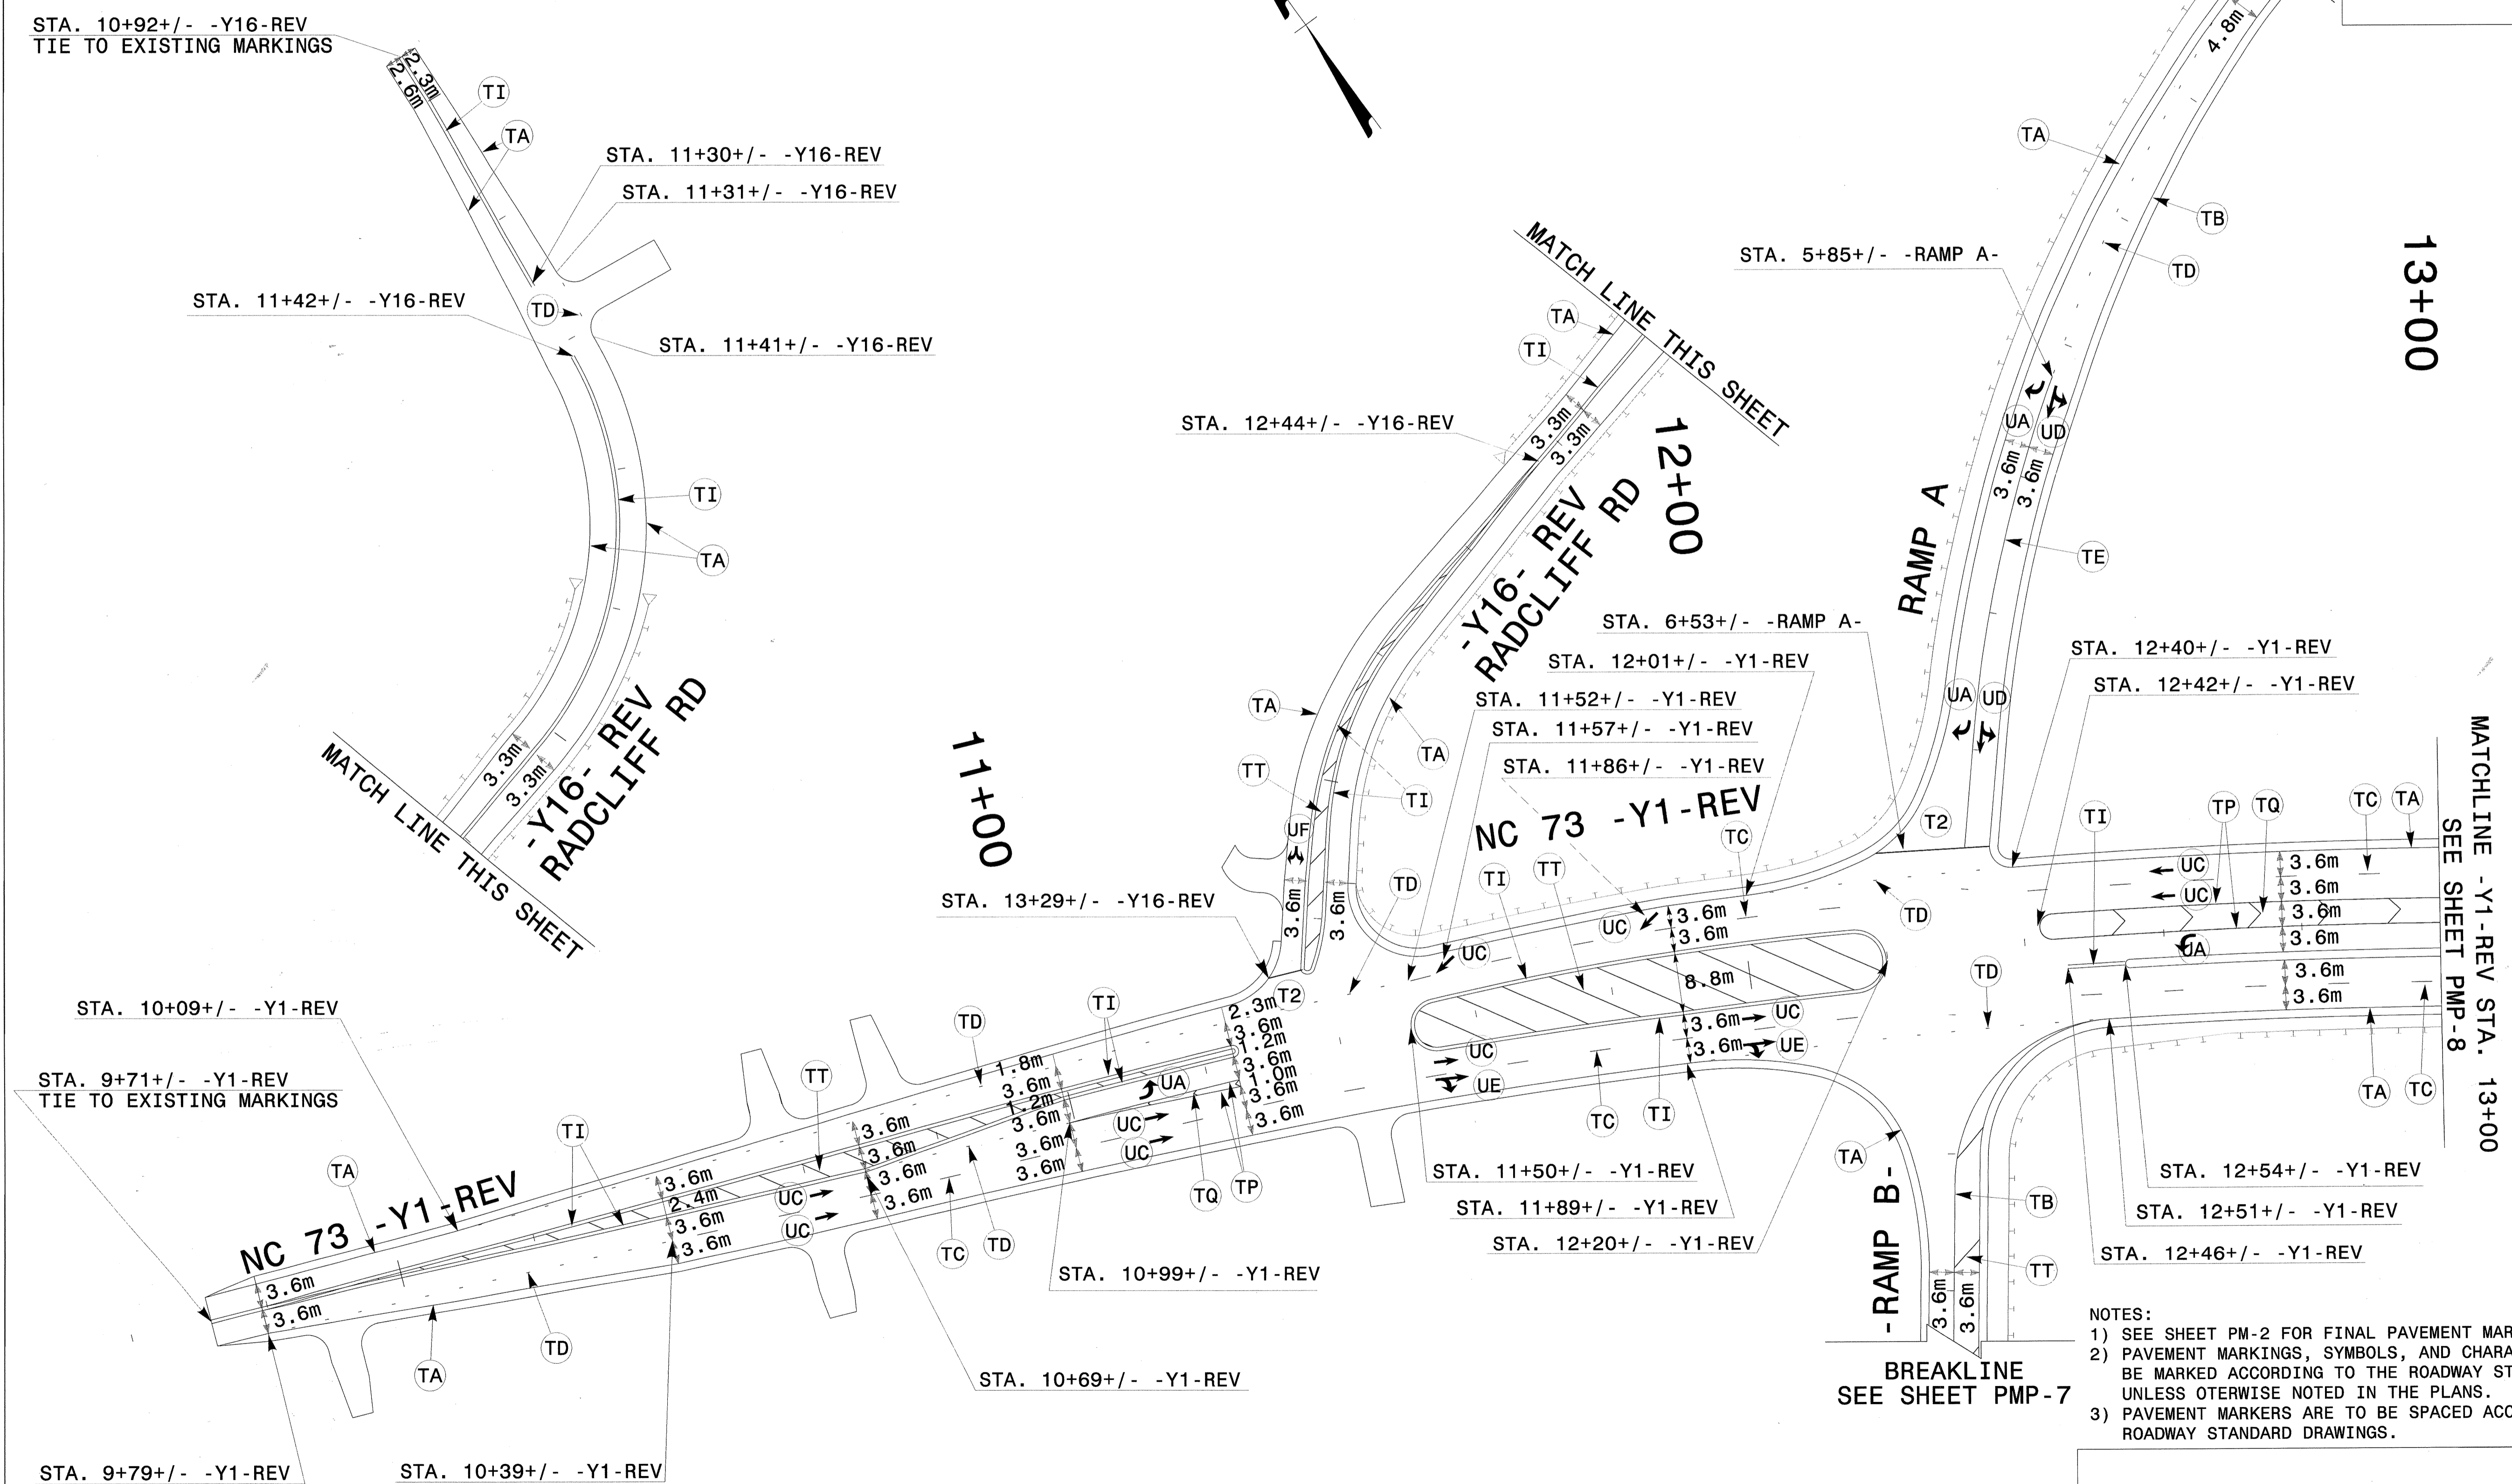 STA. 10+92+/- -Y16-REV
TIE TO EXISTING MARKINGS
2.3m
2.6m
TI
TA
STA. 11+30+/- -Y16-REV
STA. 11+31+/- -Y16-REV
STA. 11+42+/- -Y16-REV
TD
STA. 11+41+/- -Y16-REV
TI
TA
3.3m
3.3m
-Y16- REV
RADCLIFF RD
MATCH LINE THIS SHEET
MATCH LINE THIS SHEET
TA
TI
STA. 12+44+/- -Y16-REV
3.3m
3.3m
-Y16- REV
RADCLIFF RD
12+00
11+00
TA
TA
TT
TI
UF
3.6m
3.6m
STA. 13+29+/- -Y16-REV
T2
4.8m
TA
TB
TD
13+00
STA. 5+85+/- -RAMP A-
UA
UD
3.6m
3.6m
RAMP A
TE
STA. 6+53+/- -RAMP A-
STA. 12+01+/- -Y1-REV
STA. 11+52+/- -Y1-REV
STA. 11+57+/- -Y1-REV
STA. 11+86+/- -Y1-REV
NC 73 -Y1-REV
UA
UD
T2
STA. 12+40+/- -Y1-REV
STA. 12+42+/- -Y1-REV
TI
TP
TQ
TC
TA
UC
UC
UA
3.6m
3.6m
3.6m
3.6m
3.6m
3.6m
MATCHLINE -Y1-REV STA. 13+00
SEE SHEET PMP-8
TD
TI
TT
TC
UC
UC
3.6m
3.6m
8.8m
3.6m
3.6m
UC
UE
UC
UE
TD
TD
TC
TI
TA
TC
STA. 11+50+/- -Y1-REV
STA. 11+89+/- -Y1-REV
STA. 12+20+/- -Y1-REV
STA. 12+54+/- -Y1-REV
STA. 12+51+/- -Y1-REV
STA. 12+46+/- -Y1-REV
TA
TB
TT
-RAMP B-
3.6m
3.6m
BREAKLINE
SEE SHEET PMP-7
STA. 10+09+/- -Y1-REV
STA. 9+71+/- -Y1-REV
TIE TO EXISTING MARKINGS
TA
NC 73 -Y1-REV
TI
TT
TD
TI
2.3m
3.6m
1.2m
3.6m
1.0m
3.6m
3.6m
1.8m
3.6m
1.2m
3.6m
3.6m
3.6m
UA
UC
UC
3.6m
3.6m
3.6m
3.6m
3.6m
2.4m
3.6m
3.6m
UC
UC
3.6m
3.6m
TQ
TP
TC
TD
TD
TA
STA. 10+99+/- -Y1-REV
STA. 10+69+/- -Y1-REV
STA. 9+79+/- -Y1-REV
STA. 10+39+/- -Y1-REV
NOTES:
1) SEE SHEET PM-2 FOR FINAL PAVEMENT MAR
2) PAVEMENT MARKINGS, SYMBOLS, AND CHARA
BE MARKED ACCORDING TO THE ROADWAY ST
UNLESS OTERWISE NOTED IN THE PLANS.
3) PAVEMENT MARKERS ARE TO BE SPACED ACC
ROADWAY STANDARD DRAWINGS.